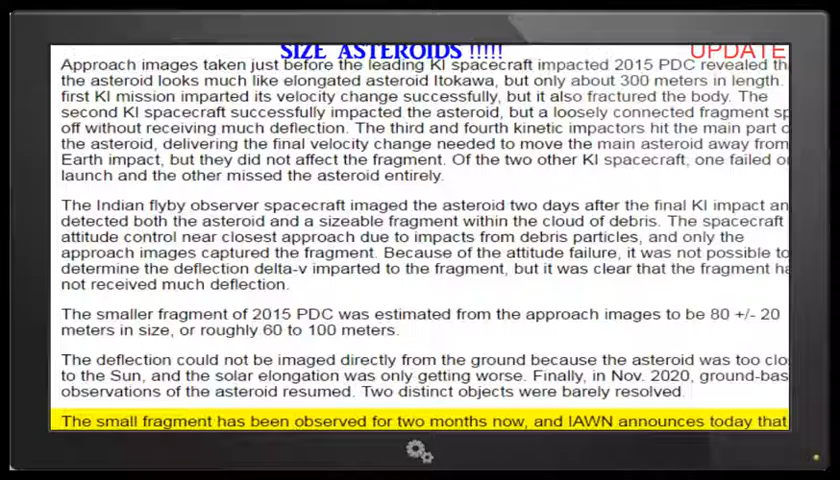 SIZE ASTEROIDS !!!!!
UPDATE
Approach images taken just before the leading KI spacecraft impacted 2015 PDC revealed th
the asteroid looks much like elongated asteroid Itokawa, but only about 300 meters in length.
first KI mission imparted its velocity change successfully, but it also fractured the body. The
second KI spacecraft successfully impacted the asteroid, but a loosely connected fragment sp
off without receiving much deflection. The third and fourth kinetic impactors hit the main part o
the asteroid, delivering the final velocity change needed to move the main asteroid away from
Earth impact, but they did not affect the fragment. Of the two other KI spacecraft, one failed on
launch and the other missed the asteroid entirely.
The Indian flyby observer spacecraft imaged the asteroid two days after the final KI impact an
detected both the asteroid and a sizeable fragment within the cloud of debris. The spacecraft
attitude control near closest approach due to impacts from debris particles, and only the
approach images captured the fragment. Because of the attitude failure, it was not possible to
determine the deflection delta-v imparted to the fragment, but it was clear that the fragment ha
not received much deflection.
The smaller fragment of 2015 PDC was estimated from the approach images to be 80 +/- 20
meters in size, or roughly 60 to 100 meters.
The deflection could not be imaged directly from the ground because the asteroid was too clo
to the Sun, and the solar elongation was only getting worse. Finally, in Nov. 2020, ground-bas
observations of the asteroid resumed. Two distinct objects were barely resolved.
The small fragment has been observed for two months now, and IAWN announces today that